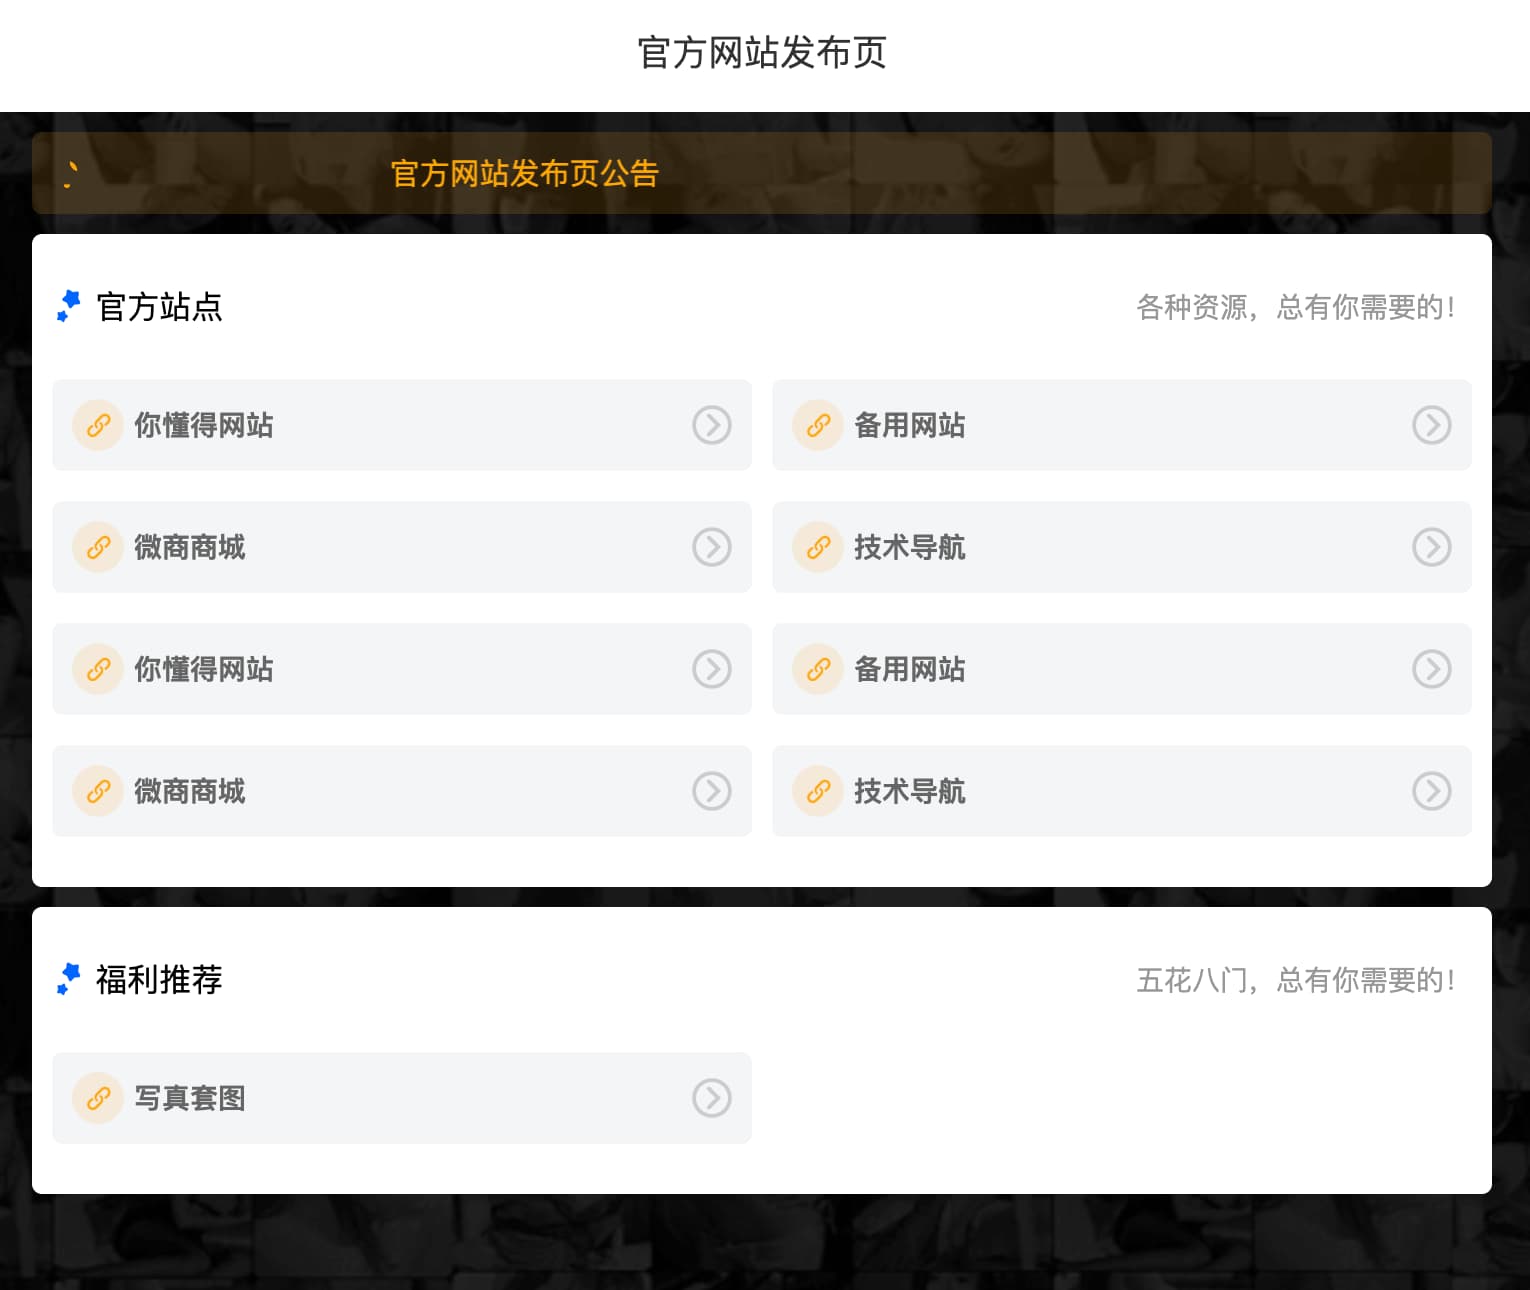 官方网站发布页
官方网站发布页公告
官方站点
各种资源，总有你需要的！
你懂得网站
备用网站
微商商城
技术导航
你懂得网站
备用网站
微商商城
技术导航
福利推荐
五花八门，总有你需要的！
写真套图